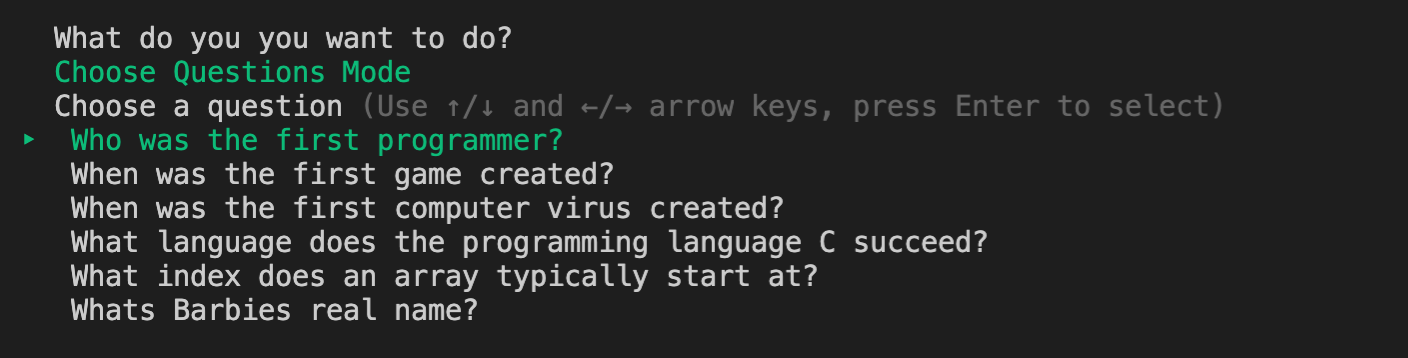 What do you you want to do?
Choose Questions Mode
Choose a question (Use ↑/↓ and ←/→ arrow keys, press Enter to select)
▸ Who was the first programmer?
When was the first game created?
When was the first computer virus created?
What language does the programming language C succeed?
What index does an array typically start at?
Whats Barbies real name?